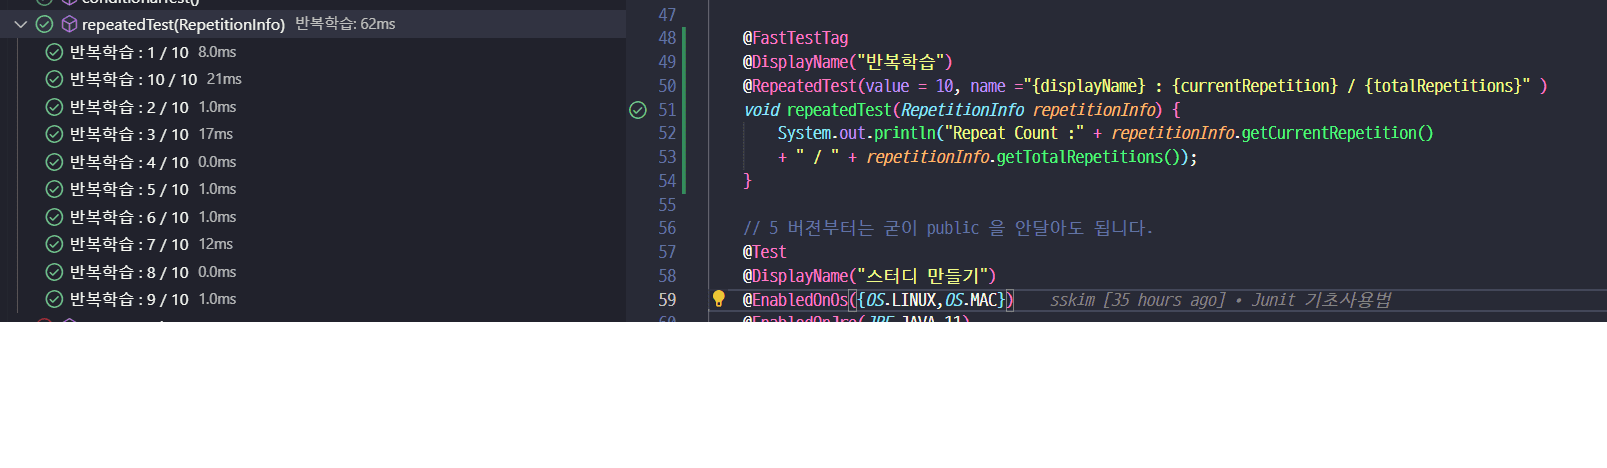 conditionalTest()
repeatedTest(RepetitionInfo) 반복학습: 62ms
반복학습 : 1 / 10 8.0ms
반복학습 : 10 / 10 21ms
반복학습 : 2 / 10 1.0ms
반복학습 : 3 / 10 17ms
반복학습 : 4 / 10 0.0ms
반복학습 : 5 / 10 1.0ms
반복학습 : 6 / 10 1.0ms
반복학습 : 7 / 10 12ms
반복학습 : 8 / 10 0.0ms
반복학습 : 9 / 10 1.0ms
47
48 @FastTestTag
49 @DisplayName("반복학습")
50 @RepeatedTest(value = 10, name ="{displayName} : {currentRepetition} / {totalRepetitions}" )
51 void repeatedTest(RepetitionInfo repetitionInfo) {
52 System.out.println("Repeat Count :" + repetitionInfo.getCurrentRepetition()
53 + " / " + repetitionInfo.getTotalRepetitions());
54 }
55
56 // 5 버젼부터는 굳이 public 을 안달아도 됩니다.
57 @Test
58 @DisplayName("스터디 만들기")
59 @EnabledOnOs({OS.LINUX,OS.MAC}) sskim [35 hours ago] • Junit 기초사용법
60 @EnabledOnJre(JRE.JAVA_11)